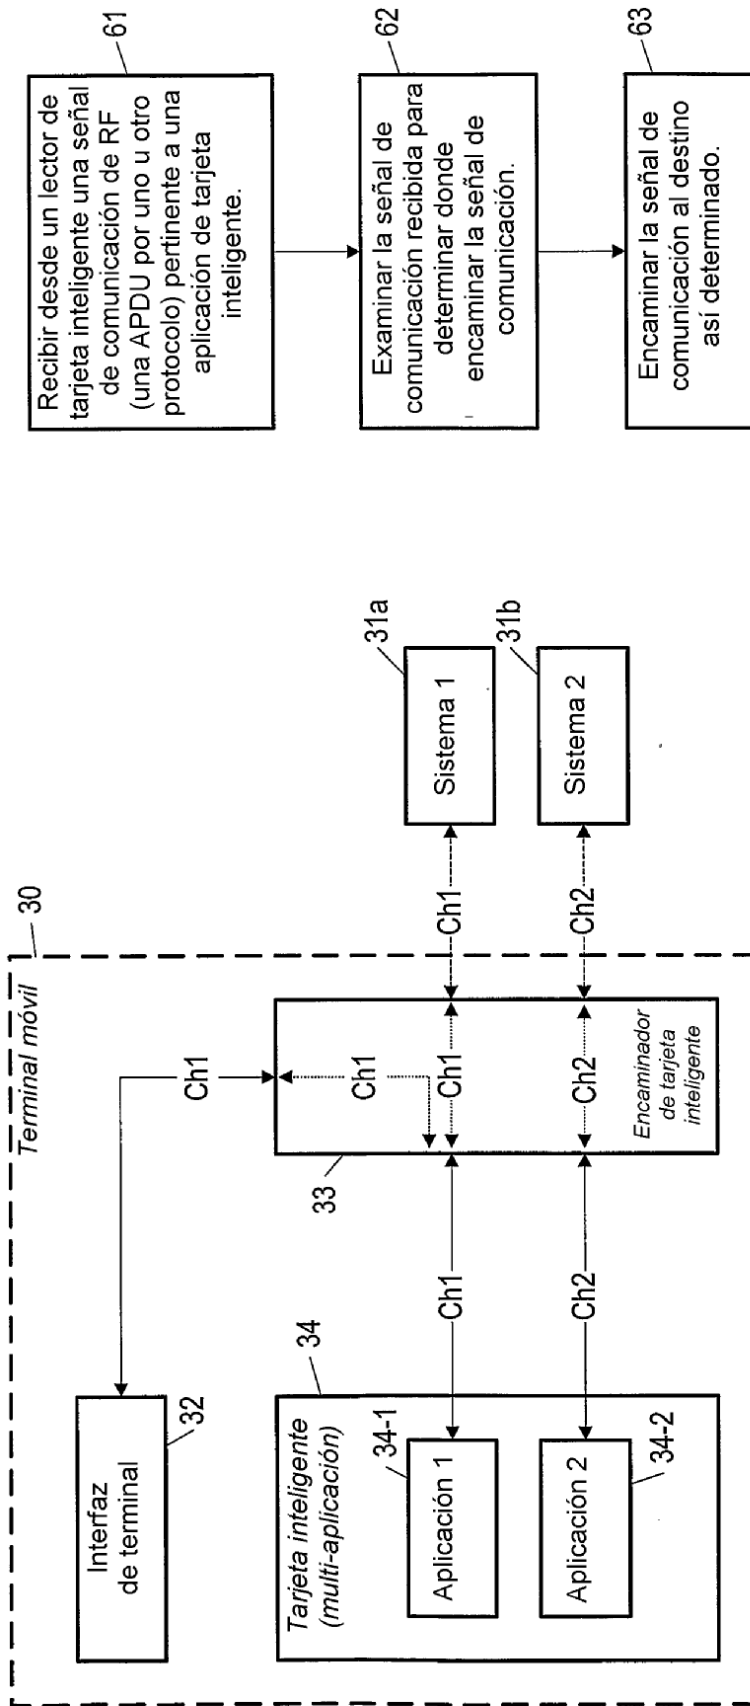 Recibir desde un lector de
tarjeta inteligente una señal
de comunicación de RF
(una APDU por uno u otro
protocolo) pertinente a una
aplicación de tarjeta
inteligente.
61
Examinar la señal de
comunicación recibida para
determinar donde
encaminar la señal de
comunicación.
62
Encaminar la señal de
comunicación al destino
así determinado.
63
Terminal móvil
30
Interfaz
de terminal
32
Ch1
Ch1
33
Ch1
Ch2
Encaminador
de tarjeta
inteligente
Ch1
Ch2
Sistema 1
31a
Sistema 2
31b
Tarjeta inteligente
(multi-aplicación)
34
Aplicación 1
34-1
Aplicación 2
34-2
Ch1
Ch2